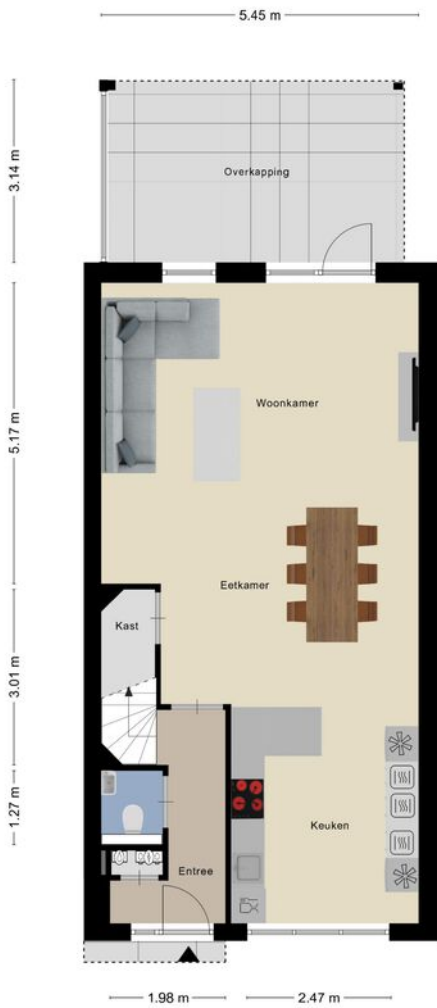 5.45 m
3.14 m
Overkapping
5.17 m
Woonkamer
Eetkamer
Kast
3.01 m
1.27 m
Keuken
Entree
1.98 m
2.47 m